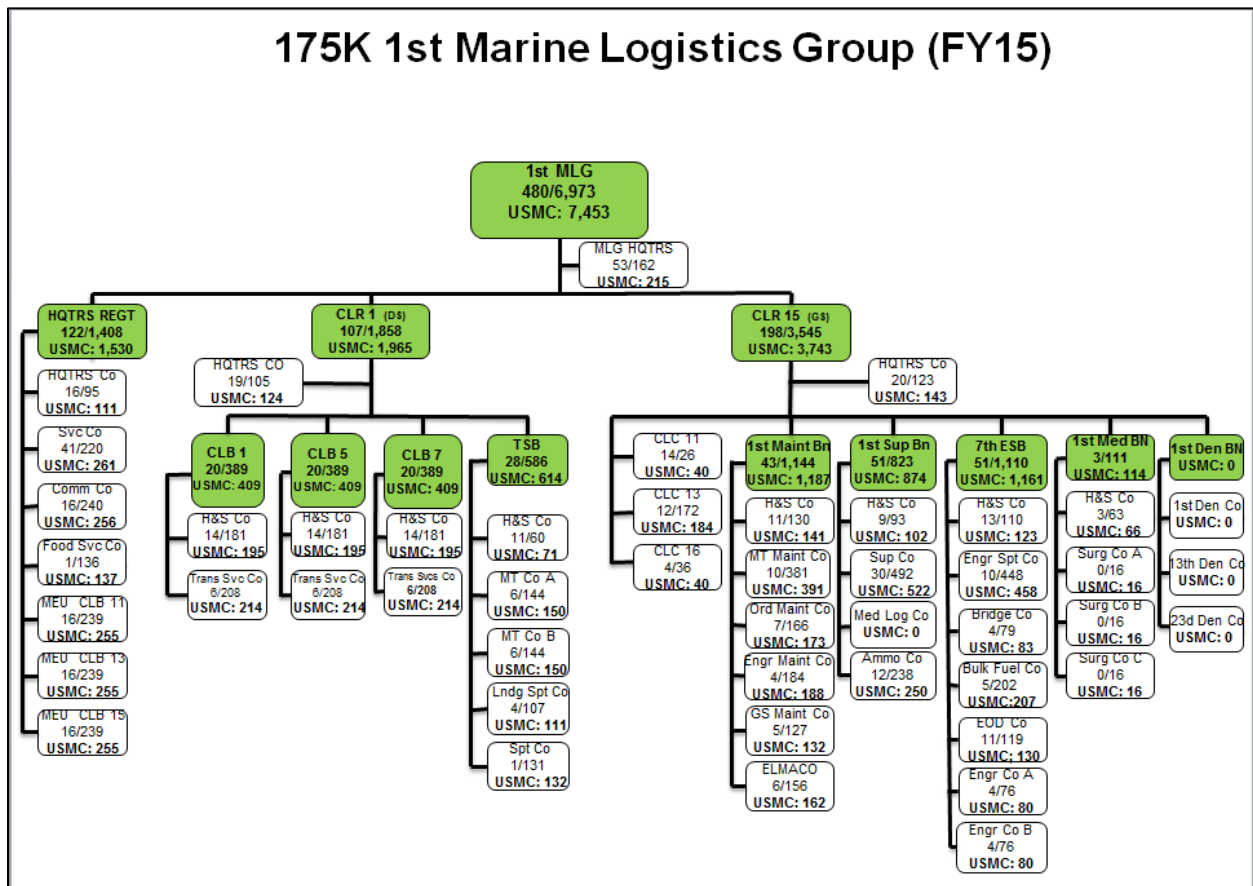 175K 1st Marine Logistics Group (FY15)
1st MLG
480/6,973
USMC: 7,453
MLG HQTRS
53/162
USMC: 215
HQTRS REGT
122/1,408
USMC: 1,530
HQTRS Co
16/95
USMC: 111
Svc Co
41/220
USMC: 261
Comm Co
16/240
USMC: 256
Food Svc Co
1/136
USMC: 137
MEU CLB 11
16/239
USMC: 255
MEU CLB 13
16/239
USMC: 255
MEU CLB 15
16/239
USMC: 255
CLR 1 (DS)
107/1,858
USMC: 1,965
HQTRS CO
19/105
USMC: 124
CLB 1
20/389
USMC: 409
H&S Co
14/181
USMC: 195
Trans Svc Co
6/208
USMC: 214
CLB 5
20/389
USMC: 409
H&S Co
14/181
USMC: 195
Trans Svc Co
6/208
USMC: 214
CLB 7
20/389
USMC: 409
H&S Co
14/181
USMC: 195
Trans Svcs Co
6/208
USMC: 214
TSB
28/586
USMC: 614
H&S Co
11/60
USMC: 71
MT Co A
6/144
USMC: 150
MT Co B
6/144
USMC: 150
Lndg Spt Co
4/107
USMC: 111
Spt Co
1/131
USMC: 132
CLR 15 (GS)
198/3,545
USMC: 3,743
HQTRS Co
20/123
USMC: 143
CLC 11
14/26
USMC: 40
CLC 13
12/172
USMC: 184
CLC 16
4/36
USMC: 40
1st Maint Bn
43/1,144
USMC: 1,187
H&S Co
11/130
USMC: 141
MT Maint Co
10/381
USMC: 391
Ord Maint Co
7/166
USMC: 173
Engr Maint Co
4/184
USMC: 188
GS Maint Co
5/127
USMC: 132
ELMACO
6/156
USMC: 162
1st Sup Bn
51/823
USMC: 874
H&S Co
9/93
USMC: 102
Sup Co
30/492
USMC: 522
Med Log Co
USMC: 0
Ammo Co
12/238
USMC: 250
7th ESB
51/1,110
USMC: 1,161
H&S Co
13/110
USMC: 123
Engr Spt Co
10/448
USMC: 458
Bridge Co
4/79
USMC: 83
Bulk Fuel Co
5/202
USMC:207
EOD Co
11/119
USMC; 130
Engr Co A
4/76
USMC: 80
Engr Co B
4/76
USMC: 80
1st Med BN
3/111
USMC: 114
H&S Co
3/63
USMC: 66
Surg Co A
0/16
USMC: 16
Surg Co B
0/16
USMC: 16
Surg Co C
0/16
USMC: 16
1st Den BN
USMC: 0
1st Den Co
USMC: 0
13th Den Co
USMC: 0
23d Den Co
USMC: 0